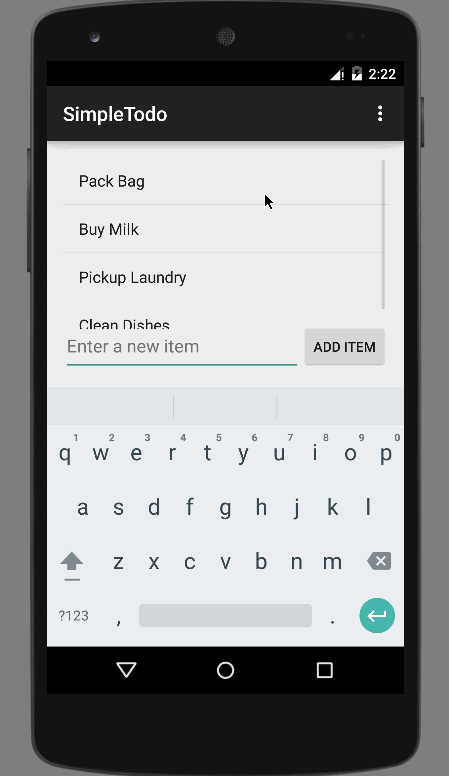 2:22
SimpleTodo
Pack Bag
Buy Milk
Pickup Laundry
Clean Dishes
Enter a new item ADD ITEM
1 2 3 4 5 6 7 8 9 0
q w e r t y u i o p
a s d f g h j k l
z x c v b n m
?123 , .